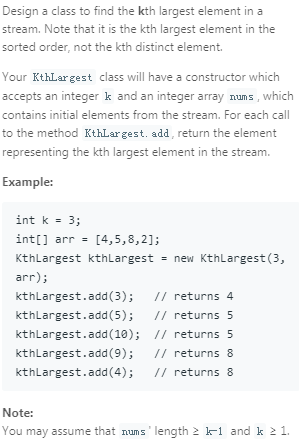 Design a class to find the kth largest element in a
stream. Note that it is the kth largest element in the
sorted order, not the kth distinct element.
Your KthLargest class will have a constructor which
accepts an integer k and an integer array nums, which
contains initial elements from the stream. For each call
to the method KthLargest.add, return the element
representing the kth largest element in the stream.
Example:
int k = 3;
int[] arr = [4,5,8,2];
KthLargest kthLargest = new KthLargest(3,
arr);
kthLargest.add(3);   // returns 4
kthLargest.add(5);   // returns 5
kthLargest.add(10);  // returns 5
kthLargest.add(9);   // returns 8
kthLargest.add(4);   // returns 8
Note:
You may assume that nums' length ≥ k-1 and k ≥ 1.